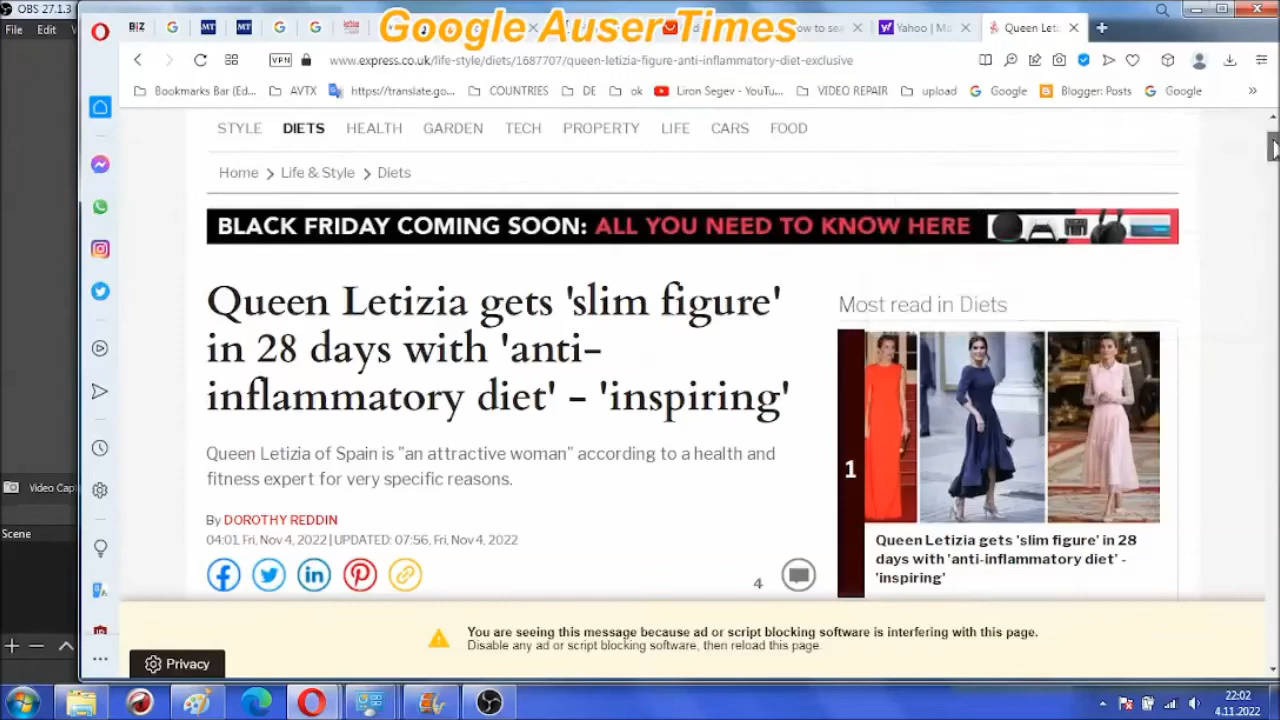 OBS 27.1.3
File Edit
Google Auser Times
BiZ
MT
MT
Yahoo | M
Queen Leti
VPN
www.express.co.uk/life-style/diets/1687707/queen-letizia-figure-anti-inflammatory-diet-exclusive
Bookmarks Bar (Ed... AVTX https://translate.go... COUNTRIES DE ok Liron Segev - YouTu... VIDEO REPAIR upload Google Blogger: Posts Google
STYLE DIETS HEALTH GARDEN TECH PROPERTY LIFE CARS FOOD
Home > Life & Style > Diets
BLACK FRIDAY COMING SOON: ALL YOU NEED TO KNOW HERE
Queen Letizia gets 'slim figure'
in 28 days with 'anti-
inflammatory diet' - 'inspiring'
Queen Letizia of Spain is "an attractive woman" according to a health and
fitness expert for very specific reasons.
By DOROTHY REDDIN
04:01, Fri, Nov 4, 2022 | UPDATED: 07:56, Fri, Nov 4, 2022
4
Most read in Diets
1
Queen Letizia gets 'slim figure' in 28
days with 'anti-inflammatory diet' -
'inspiring'
Video Cap
Scene
You are seeing this message because ad or script blocking software is interfering with this page.
Disable any ad or script blocking software, then reload this page.
Privacy
22:02
4.11.2022